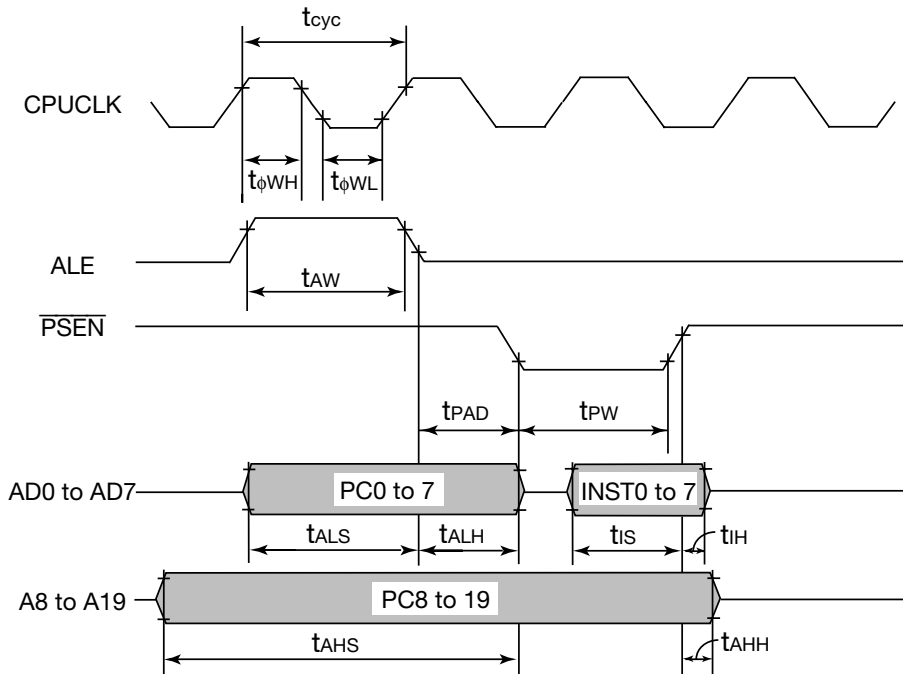 tcyc
CPUCLK
tϕWH
tϕWL
ALE
tAW
PSEN
tPAD
tPW
AD0 to AD7
PC0 to 7
INST0 to 7
tALS
tALH
tIS
tIH
A8 to A19
PC8 to 19
tAHS
tAHH